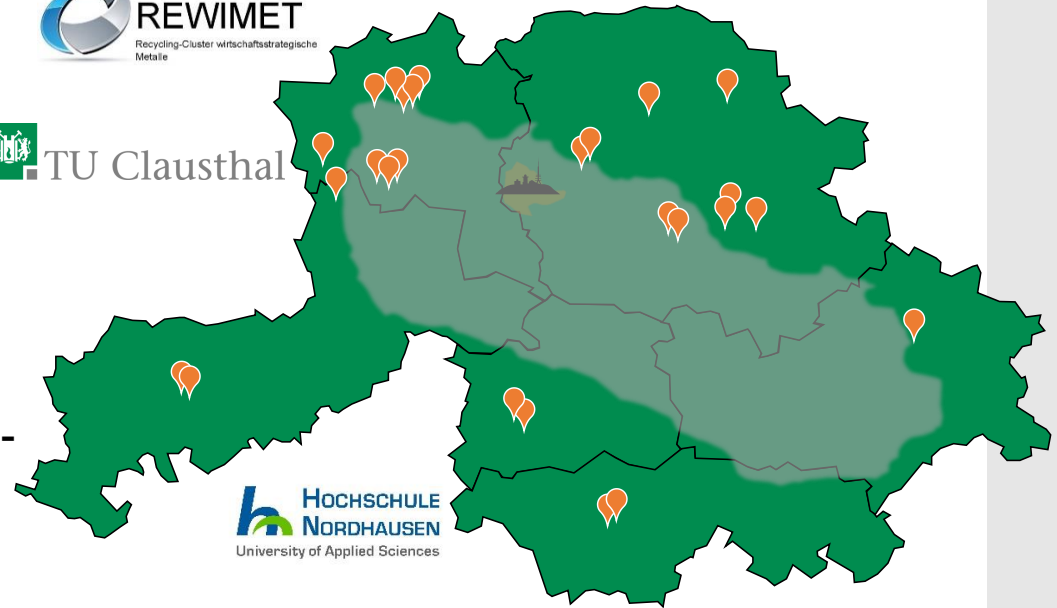 REWIMET
Recycling-Cluster wirtschaftsstrategische
Metalle
TU Clausthal
-
HOCHSCHULE
NORDHAUSEN
University of Applied Sciences